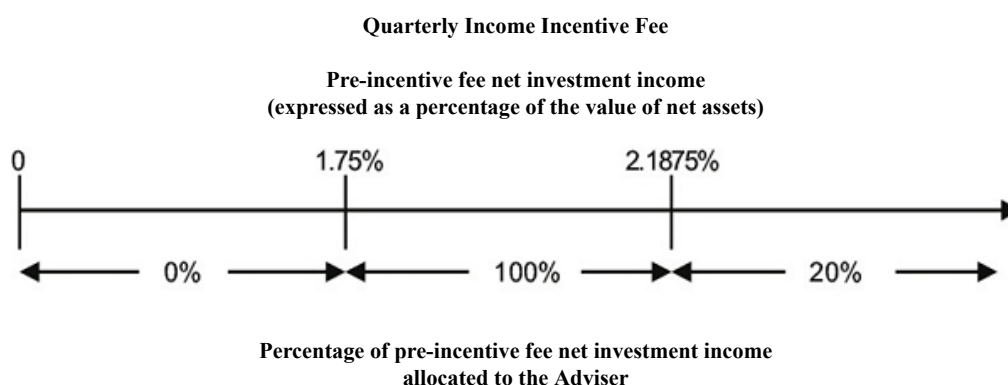 Quarterly Income Incentive Fee
Pre-incentive fee net investment income
(expressed as a percentage of the value of net assets)
0 1.75% 2.1875%
0% 100% 20%
Percentage of pre-incentive fee net investment income
allocated to the Adviser